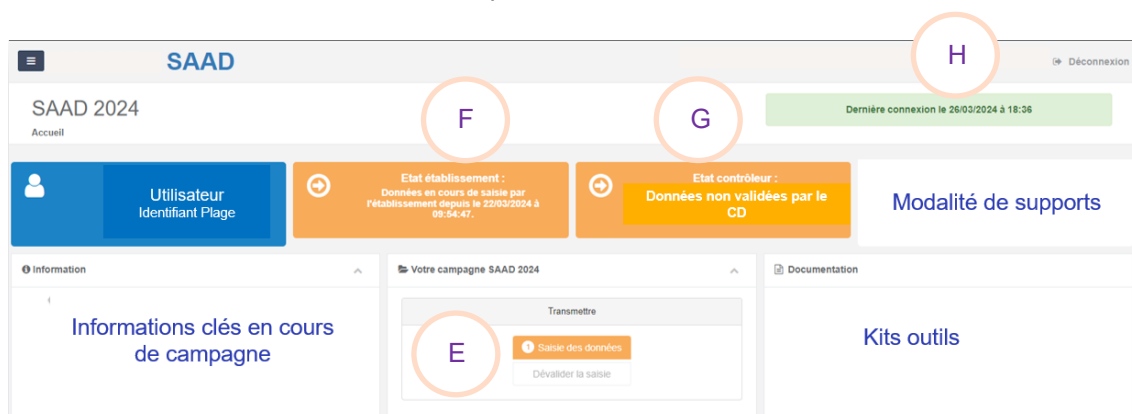 H
SAAD
Déconnexion
SAAD 2024
Accueil
F
G
Dernière connexion le 26/03/2024 à 18:36
Utilisateur
Identifiant Plage
Etat établissement :
Données en cours de saisie par
l'établissement depuis le 22/03/2024 à
09:54:47.
Etat contrôleur :
Données non validées par le
CD
Modalité de supports
Information
Votre campagne SAAD 2024
Documentation
Informations clés en cours
de campagne
Transmettre
E
1 Saisie des données
Dévalider la saisie
Kits outils